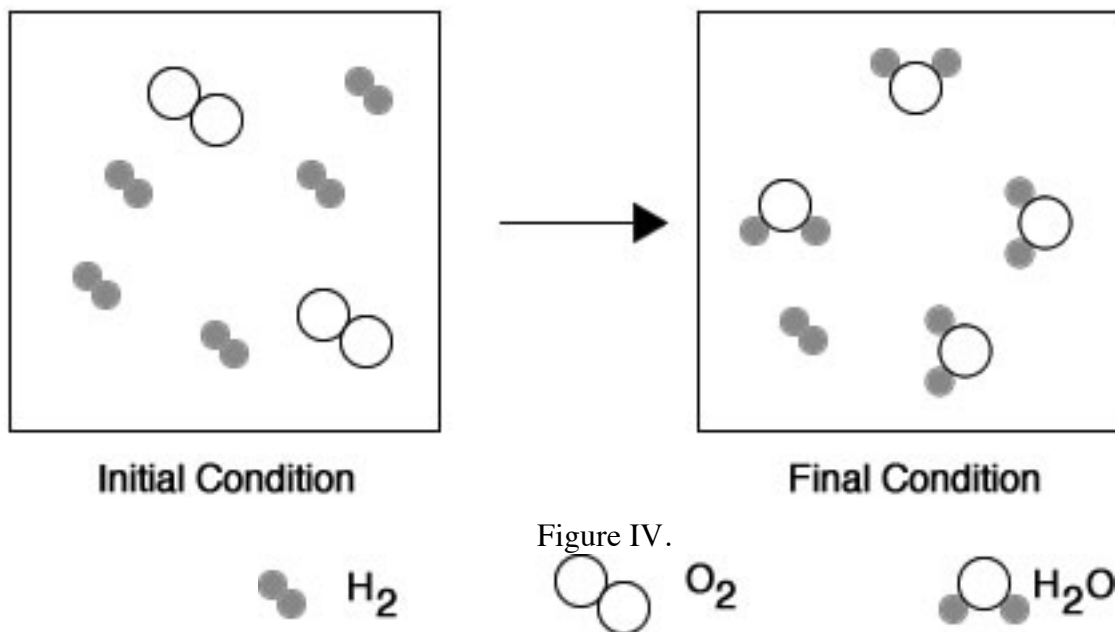 Initial Condition
Final Condition
Figure IV.
H2
O2
H2O